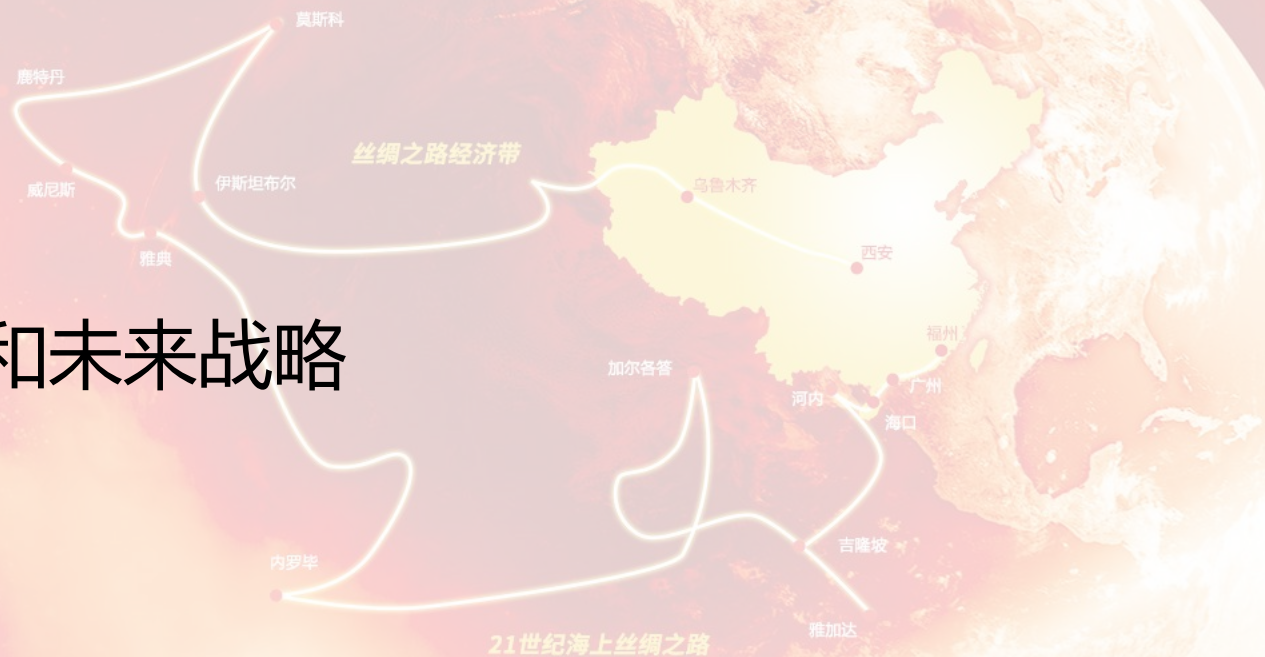 莫斯科
鹿特丹
丝绸之路经济带
威尼斯
伊斯坦布尔
乌鲁木齐
雅典
西安
和未来战略
福州
加尔各答
广州
河内
海口
吉隆坡
内罗毕
雅加达
21世纪海上丝绸之路